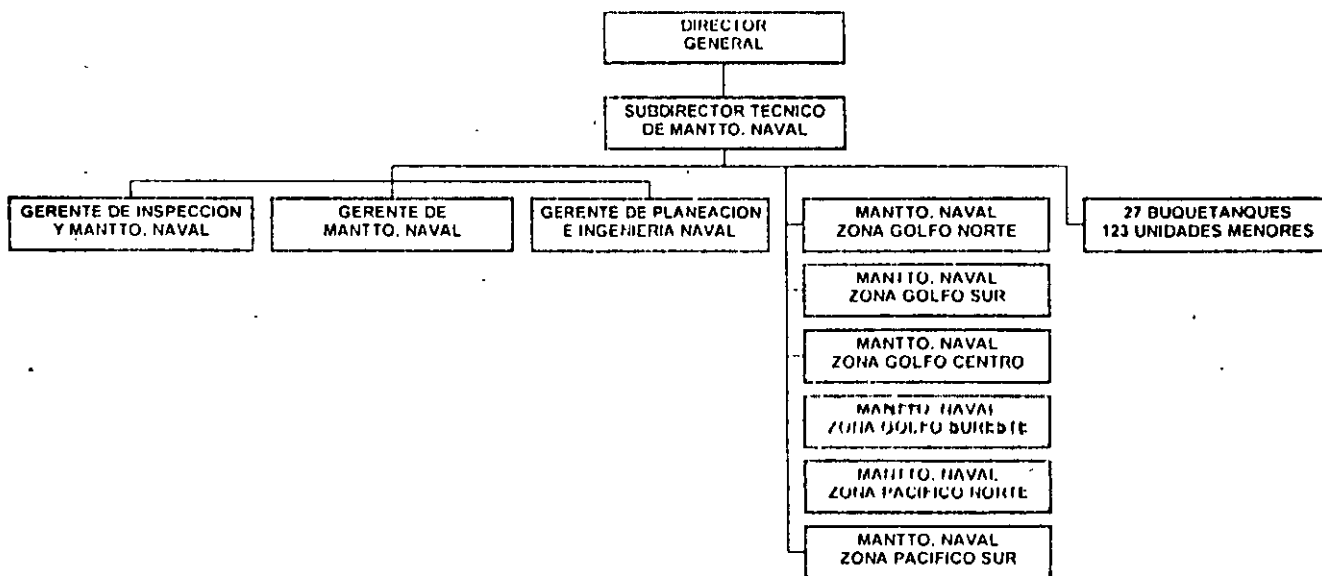 DIRECTOR
GENERAL
SUBDIRECTOR TECNICO
DE MANTTO. NAVAL
GERENTE DE INSPECCION
Y MANTTO. NAVAL
GERENTE DE
MANTTO. NAVAL
GERENTE DE PLANEACION
E INGENIERIA NAVAL
MANTTO. NAVAL
ZONA GOLFO NORTE
MANTTO. NAVAL
ZONA GOLFO SUR
MANTTO. NAVAL
ZONA GOLFO CENTRO
MANTTO. NAVAL
ZONA GOLFO SURESTE
MANTTO. NAVAL
ZONA PACIFICO NORTE
MANTTO. NAVAL
ZONA PACIFICO SUR
27 BUQUETANQUES
123 UNIDADES MENORES